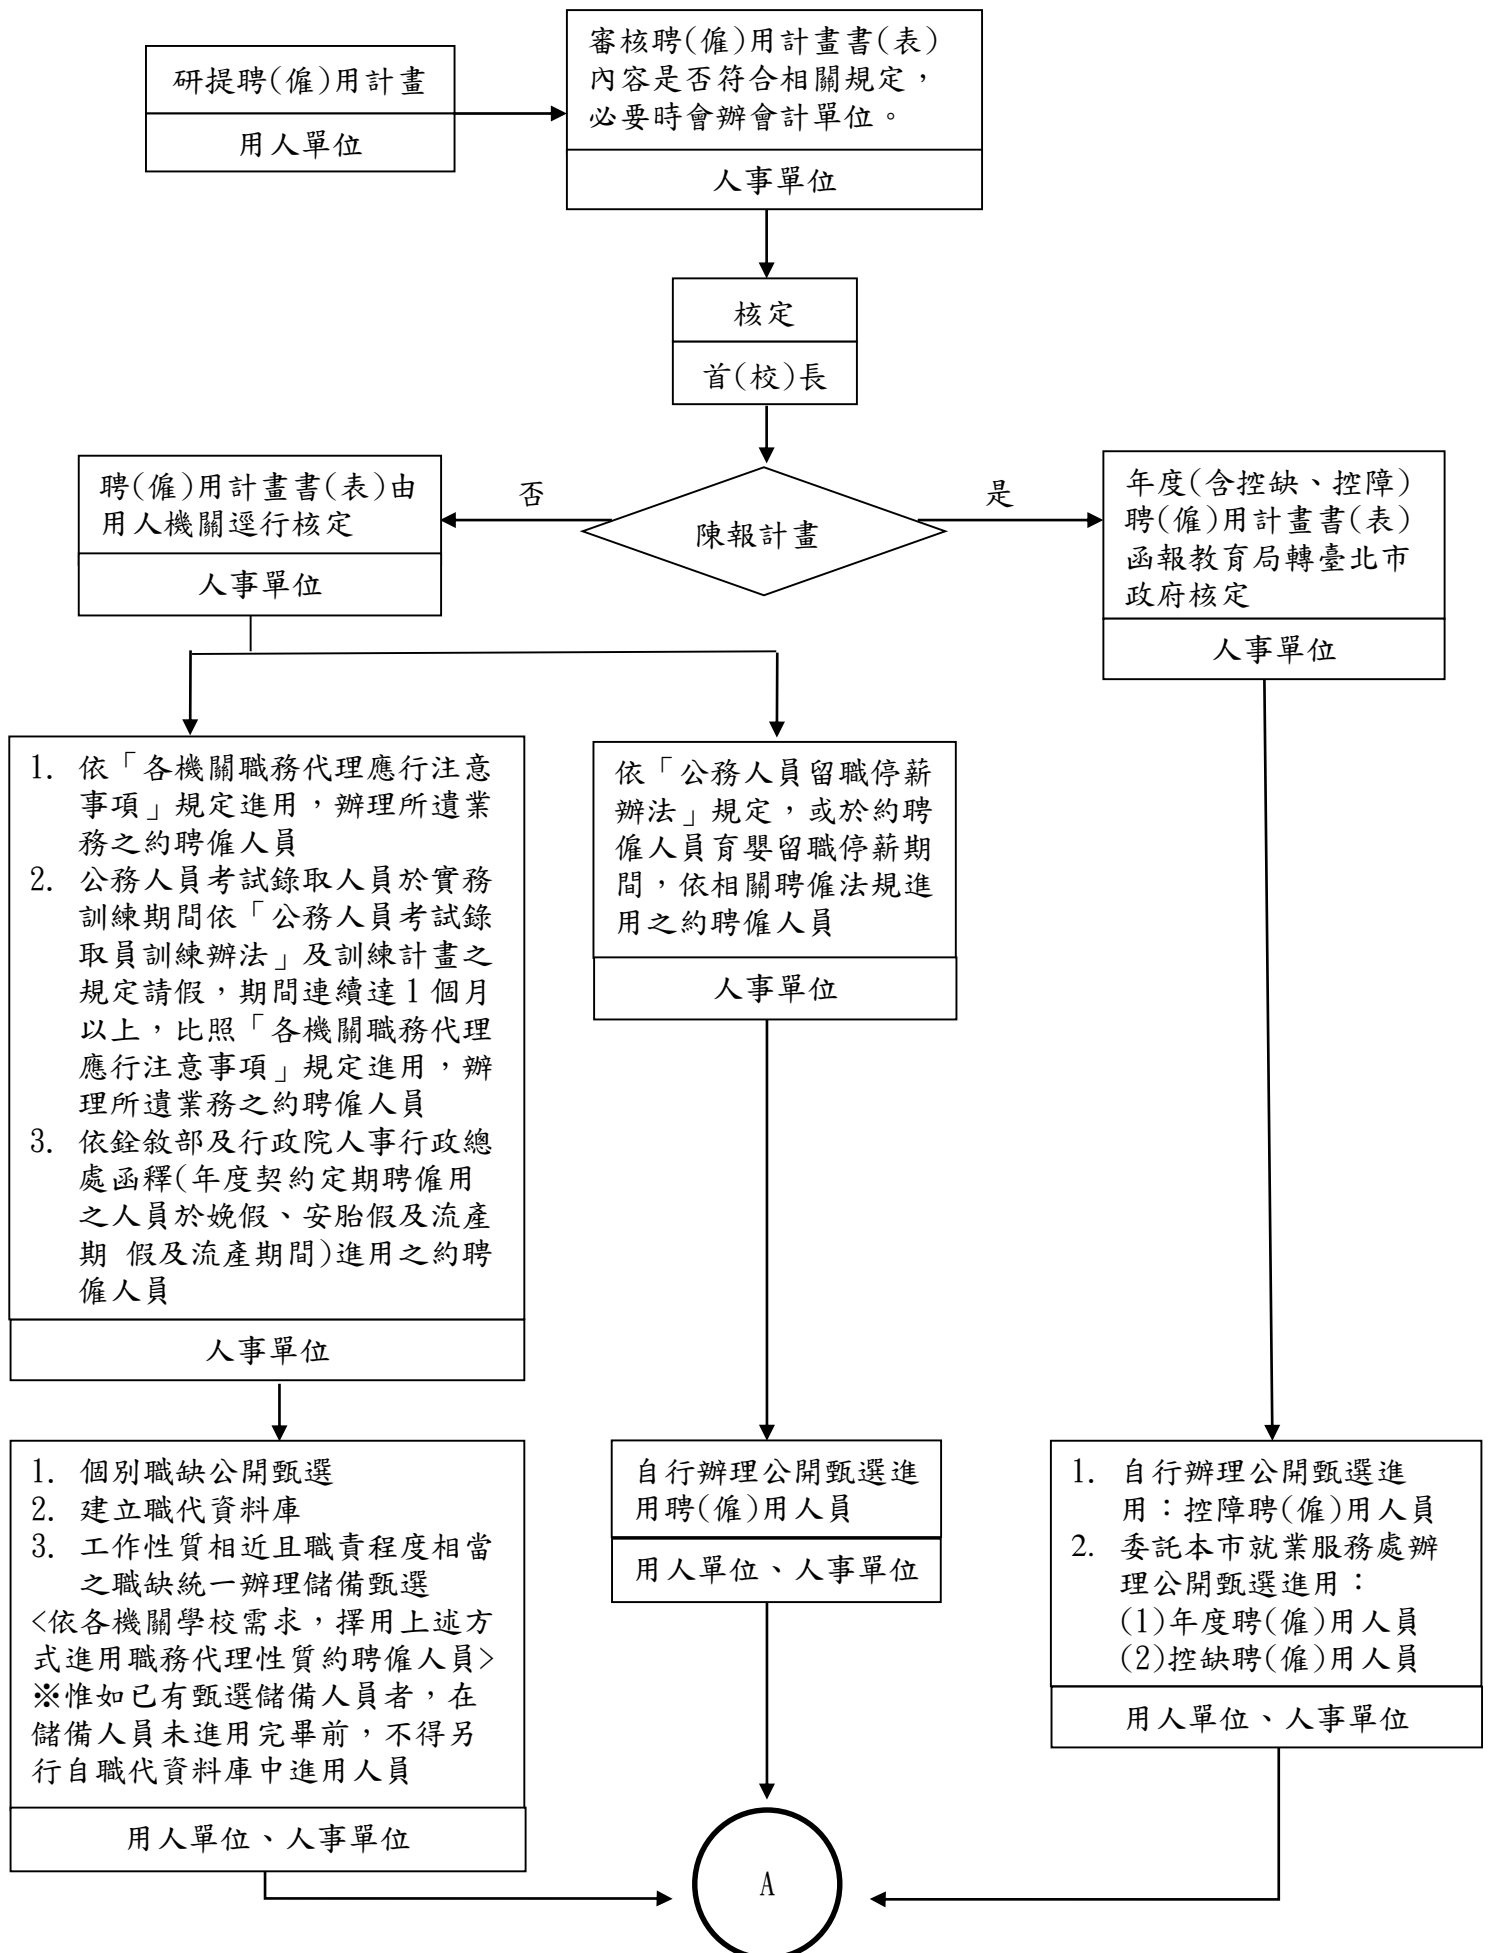 研提聘(僱)用計畫
用人單位
審核聘(僱)用計畫書(表)
內容是否符合相關規定，
必要時會辦會計單位。
人事單位
核定
首(校)長
陳報計畫
否
是
聘(僱)用計畫書(表)由
用人機關逕行核定
人事單位
年度(含控缺、控障)
聘(僱)用計畫書(表)
函報教育局轉臺北市
政府核定
人事單位
1. 依「各機關職務代理應行注意
事項」規定進用，辦理所遺業
務之約聘僱人員
2. 公務人員考試錄取人員於實務
訓練期間依「公務人員考試錄
取員訓練辦法」及訓練計畫之
規定請假，期間連續達1個月
以上，比照「各機關職務代理
應行注意事項」規定進用，辦
理所遺業務之約聘僱人員
3. 依銓敘部及行政院人事行政總
處函釋(年度契約定期聘僱用
之人員於娩假、安胎假及流產
期 假及流產期間)進用之約聘
僱人員
人事單位
依「公務人員留職停薪
辦法」規定，或於約聘
僱人員育嬰留職停薪期
間，依相關聘僱法規進
用之約聘僱人員
人事單位
1. 個別職缺公開甄選
2. 建立職代資料庫
3. 工作性質相近且職責程度相當
之職缺統一辦理儲備甄選
<依各機關學校需求，擇用上述方
式進用職務代理性質約聘僱人員>
※惟如已有甄選儲備人員者，在
儲備人員未進用完畢前，不得另
行自職代資料庫中進用人員
用人單位、人事單位
自行辦理公開甄選進
用聘(僱)用人員
用人單位、人事單位
1. 自行辦理公開甄選進
用：控障聘(僱)用人員
2. 委託本市就業服務處辦
理公開甄選進用：
(1)年度聘(僱)用人員
(2)控缺聘(僱)用人員
用人單位、人事單位
A